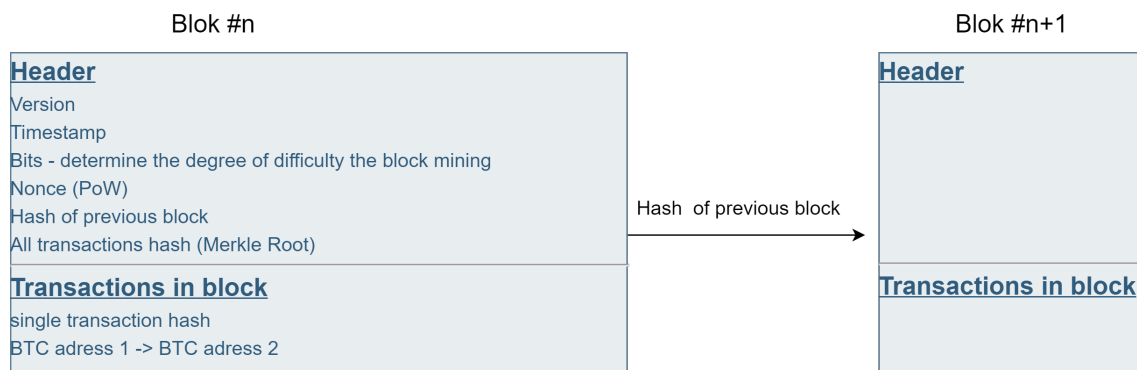 Blok #n
Header
Version
Timestamp
Bits - determine the degree of difficulty the block mining
Nonce (PoW)
Hash of previous block
All transactions hash (Merkle Root)
Transactions in block
single transaction hash
BTC adress 1 -> BTC adress 2
Hash  of previous block
Blok #n+1
Header
Transactions in block